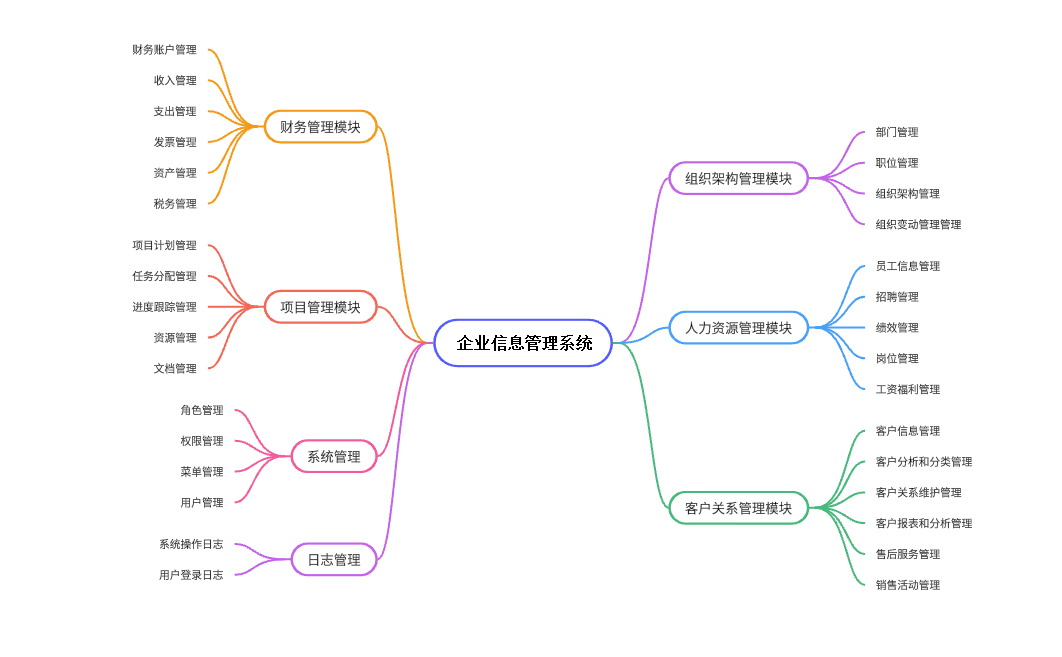 企业信息管理系统
财务管理模块
财务账户管理
收入管理
支出管理
发票管理
资产管理
税务管理
项目管理模块
项目计划管理
任务分配管理
进度跟踪管理
资源管理
文档管理
系统管理
角色管理
权限管理
菜单管理
用户管理
日志管理
系统操作日志
用户登录日志
组织架构管理模块
部门管理
职位管理
组织架构管理
组织变动管理管理
人力资源管理模块
员工信息管理
招聘管理
绩效管理
岗位管理
工资福利管理
客户关系管理模块
客户信息管理
客户分析和分类管理
客户关系维护管理
客户报表和分析管理
售后服务管理
销售活动管理